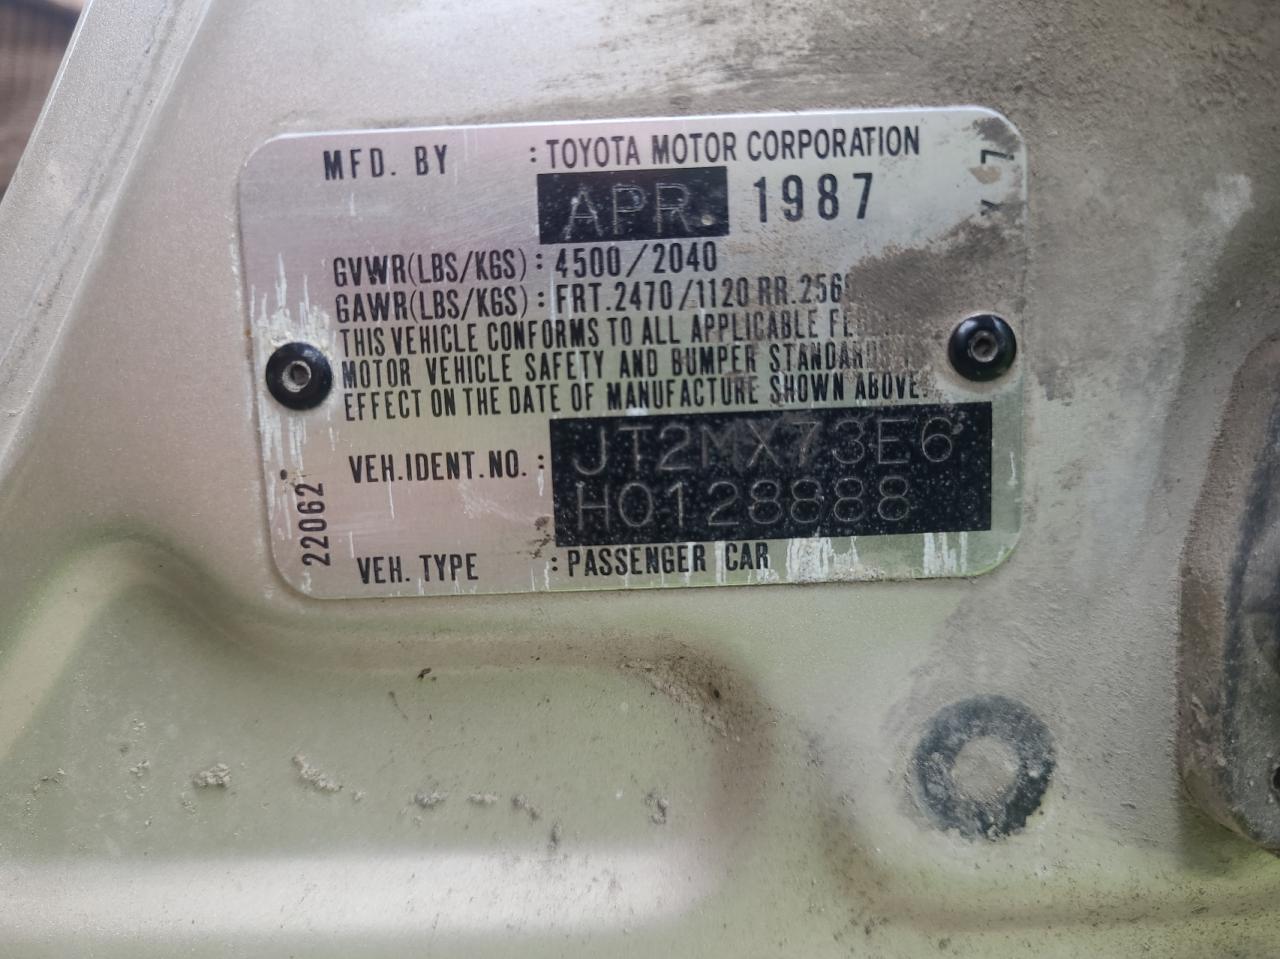 MFD. BY : TOYOTA MOTOR CORPORATION
APR. 1987
GVWR(LBS/KGS): 4500/2040
GAWR(LBS/KGS): FRT.2470/1120 RR.
THIS VEHICLE CONFORMS TO ALL APPLICABLE
MOTOR VEHICLE SAFETY AND BUMPER
EFFECT ON THE DATE OF MANUFACTURE SHOWN ABOVE.
VEH.IDENT.NO. : JT2MX73E6
H0128888
VEH. TYPE : PASSENGER CAR
22062